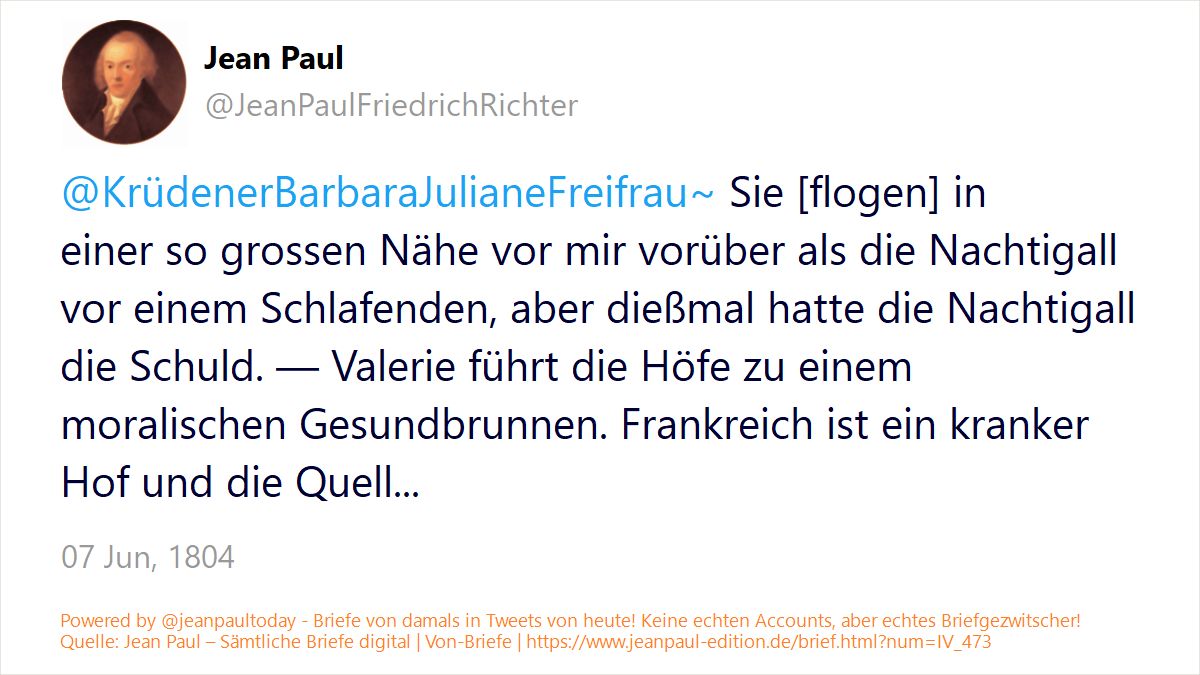 Jean Paul
@JeanPaulFriedrichRichter
@KrüdenerBarbaraJulianeFreifrau~ Sie [flogen] in
einer so grossen Nähe vor mir vorüber als die Nachtigall
vor einem Schlafenden, aber dießmal hatte die Nachtigall
die Schuld. — Valerie führt die Höfe zu einem
moralischen Gesundbrunnen. Frankreich ist ein kranker
Hof und die Quell...
07 Jun, 1804
Powered by @jeanpaultoday - Briefe von damals in Tweets von heute! Keine echten Accounts, aber echtes Briefgezwitscher!
Quelle: Jean Paul – Sämtliche Briefe digital | Von-Briefe | https://www.jeanpaul-edition.de/brief.html?num=IV_473